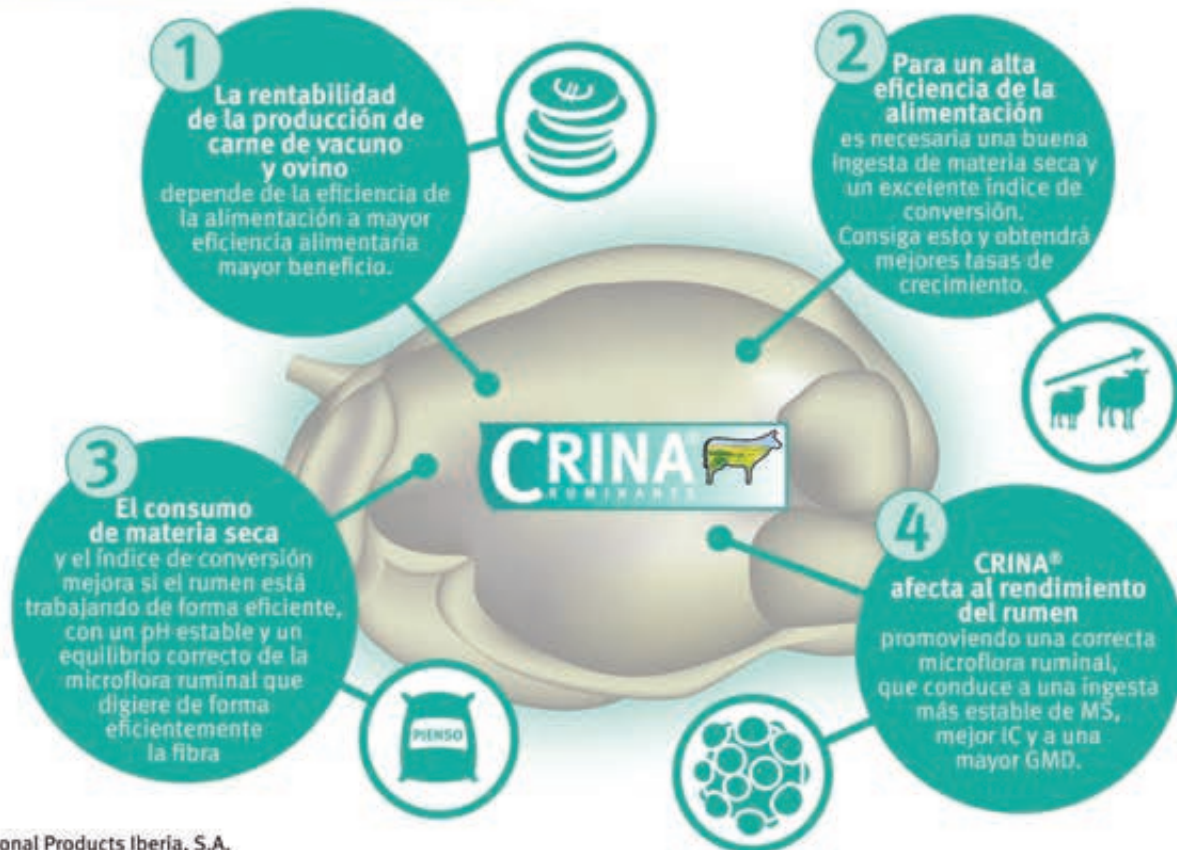 1
La rentabilidad
de la producción de
carne de vacuno
y ovino
depende de la eficiencia de
la alimentación a mayor
eficiencia alimentaria
mayor beneficio.
2
Para un alta
eficiencia de la
alimentación
es necesaria una buena
ingesta de materia seca y
un excelente índice de
conversión.
Consiga esto y obtendrá
mejores tasas de
crecimiento.
CRINA
RUMINANTS
3
El consumo
de materia seca
y el índice de conversión
mejora si el rumen está
trabajando de forma eficiente,
con un pH estable y un
equilibrio correcto de la
microflora ruminal que
digiere de forma
eficientemente
la fibra
PIENSO
4
CRINA®
afecta al rendimiento
del rumen
promoviendo una correcta
microflora ruminal,
que conduce a una ingesta
más estable de MS,
mejor IC y a una
mayor GMD.
onal Products Iberia, S.A.